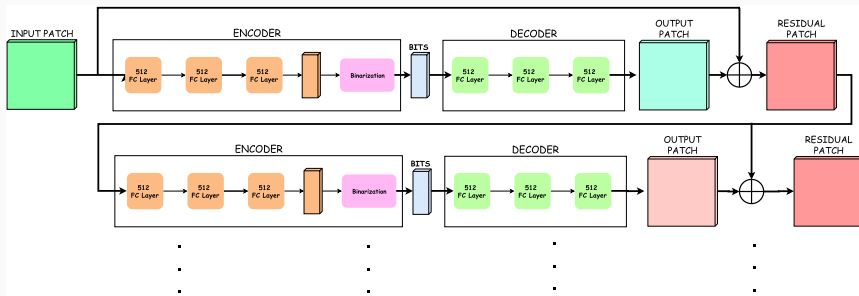 INPUT PATCH
ENCODER
512
FC Layer
512
FC Layer
512
FC Layer
Binarization
BITS
DECODER
512
FC Layer
512
FC Layer
512
FC Layer
OUTPUT
PATCH
RESIDUAL
PATCH
ENCODER
512
FC Layer
512
FC Layer
512
FC Layer
Binarization
BITS
DECODER
512
FC Layer
512
FC Layer
512
FC Layer
OUTPUT
PATCH
RESIDUAL
PATCH